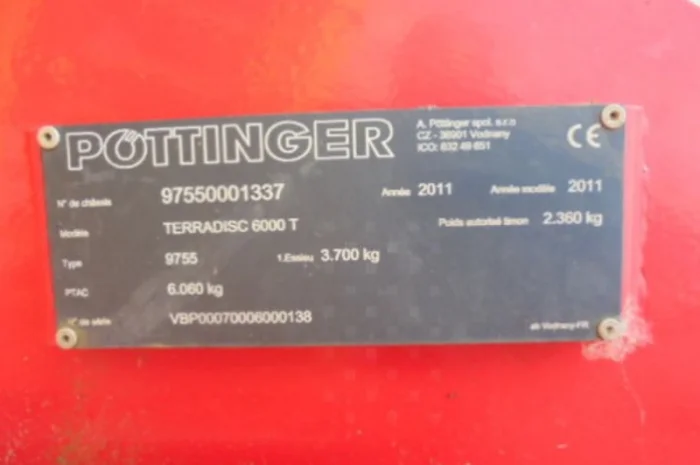 PÖTTINGER
A. Pöttinger spol. s.r.o
CZ - 38901 Vodnany
ICO: 632 49 651
CE
N° de châssis 97550001337 Année 2011 Année modèle 2011
Modèle TERRADISC 6000 T Poids autorisé timon 2.360 kg
Type 9755 1.Essieu 3.700 kg
PTAC 6.060 kg
N° de série VBP00070006000138